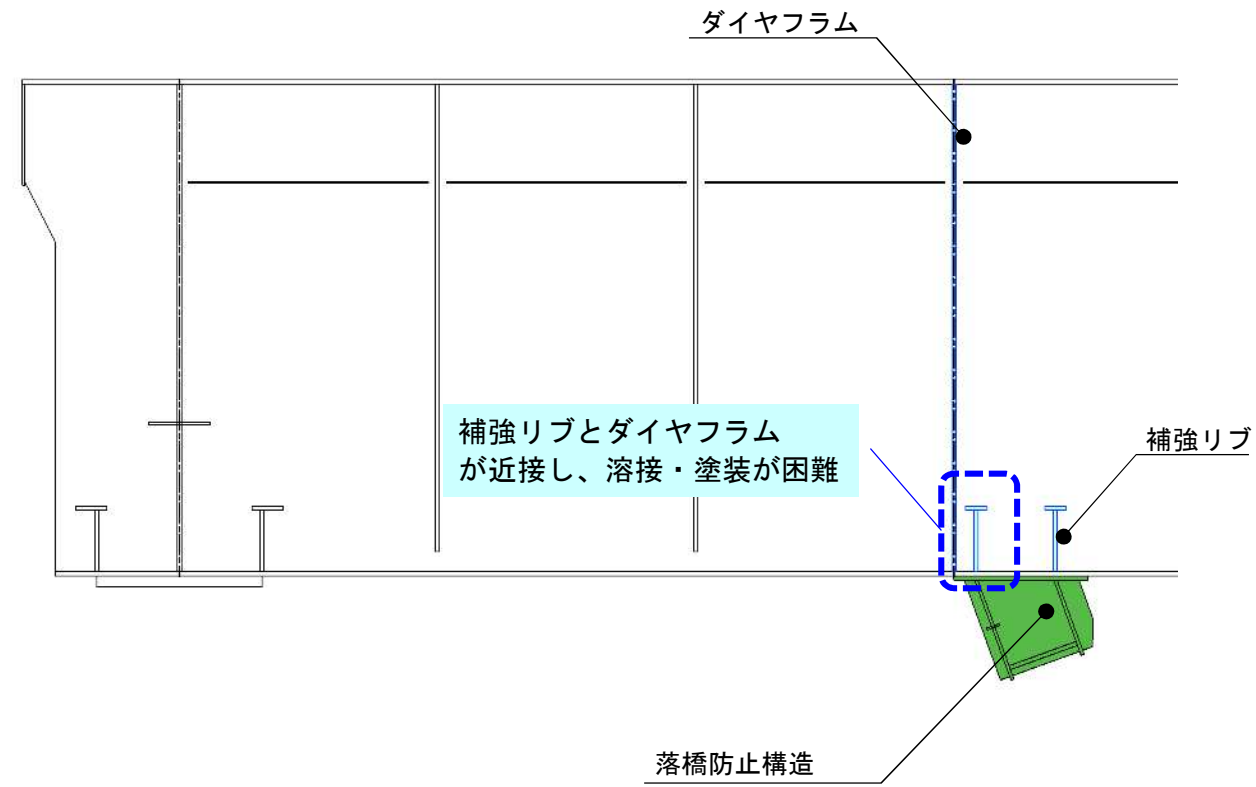 ダイヤフラム
補強リブとダイヤフラム
が近接し、溶接・塗装が困難
補強リブ
落橋防止構造